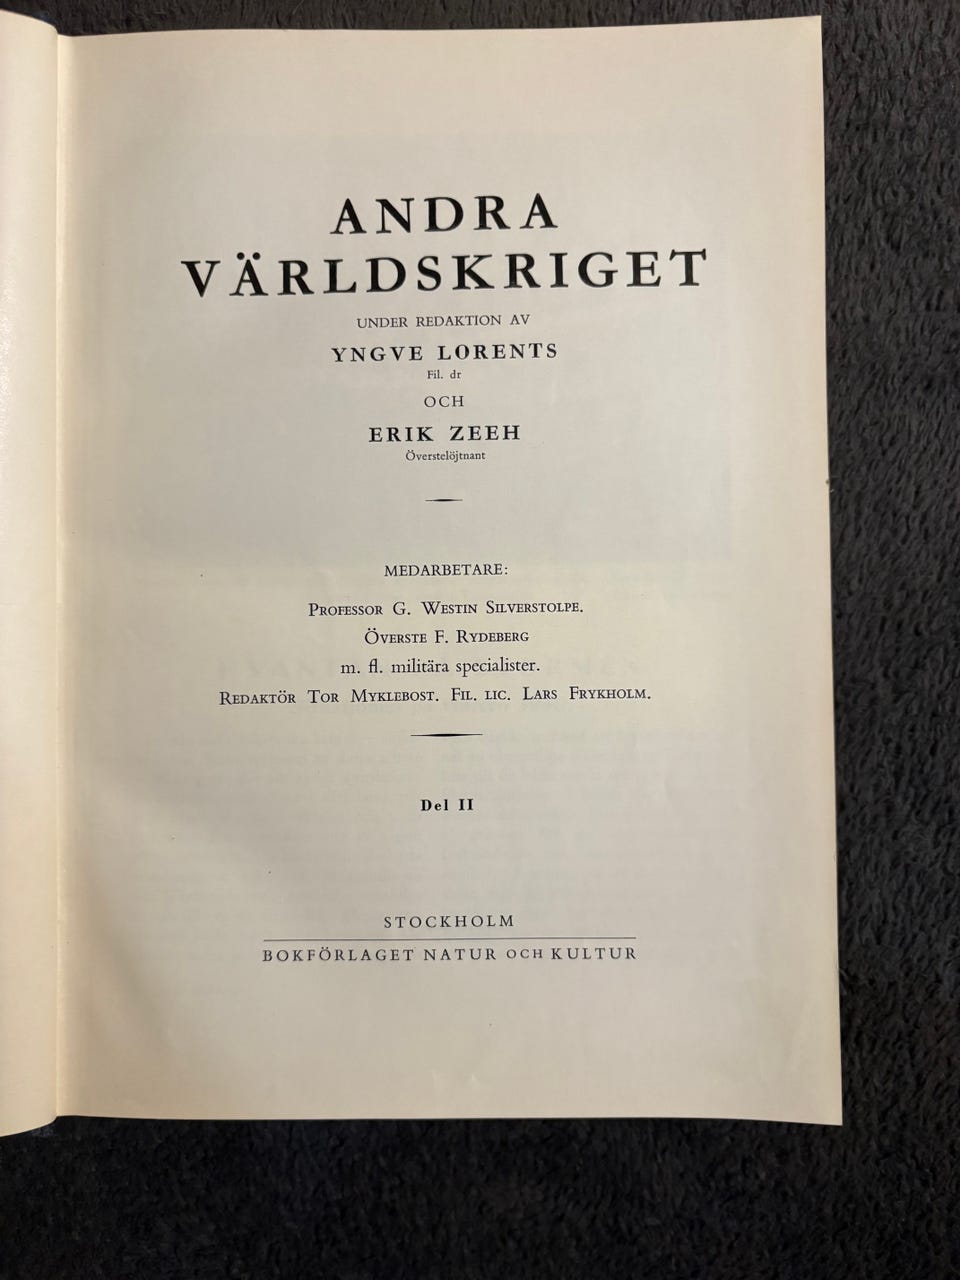 ANDRA
VÄRLDSKRIGET
UNDER REDAKTION AV
YNGVE LORENTS
Fil. dr
OCH
ERIK ZEEH
Överstelöjtnant
MEDARBETARE:
PROFESSOR G. WESTIN SILVERSTOLPE.
ÖVERSTE F. RYDEBERG
m. fl. militära specialister.
REDAKTÖR TOR MYKLEBOST. FIL. LIC. LARS FRYKHOLM.
Del II
STOCKHOLM
BOKFÖRLAGET NATUR OCH KULTUR